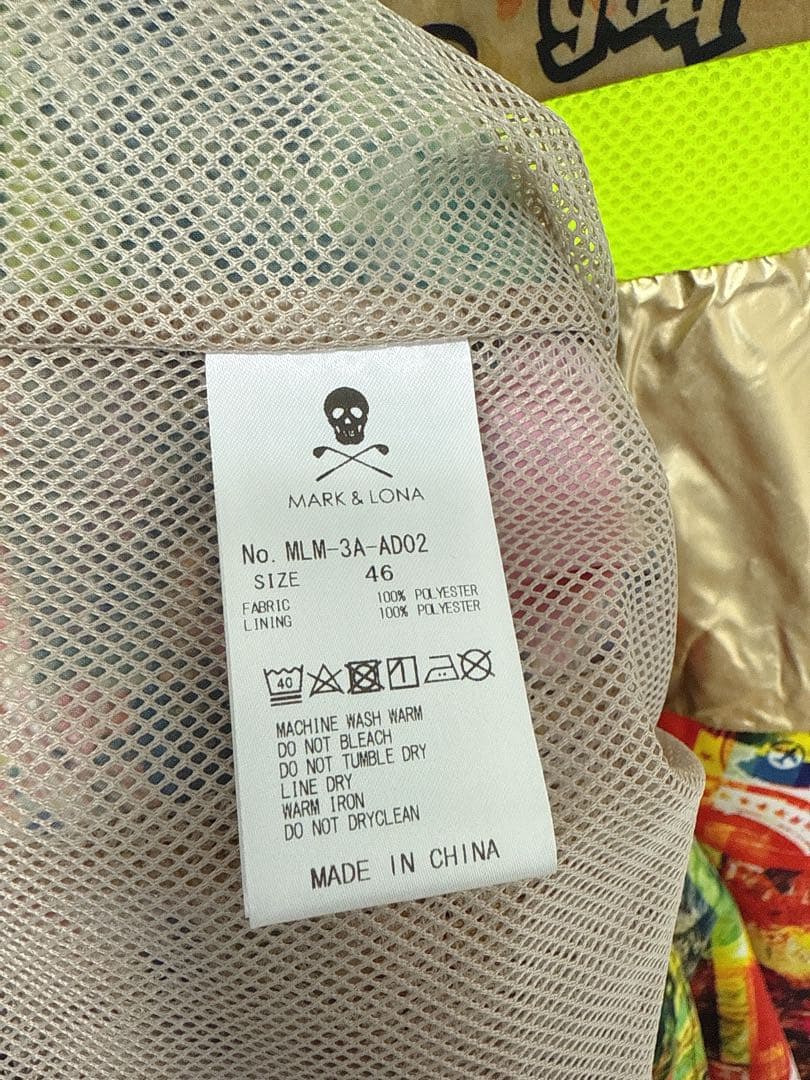 MARK & LONA
No. MLM-3A-AD02
SIZE 46
FABRIC 100% POLYESTER
LINING 100% POLYESTER
40
MACHINE WASH WARM
DO NOT BLEACH
DO NOT TUMBLE DRY
LINE DRY
WARM IRON
DO NOT DRYCLEAN
MADE IN CHINA